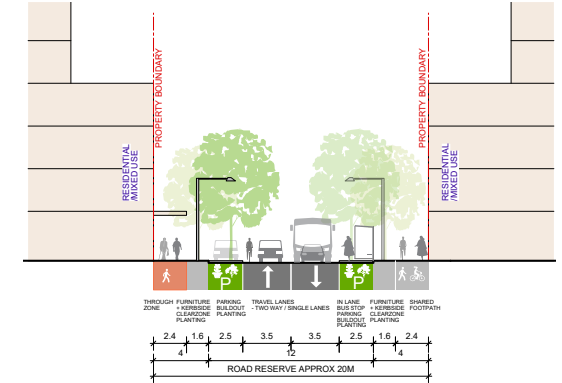 PROPERTY BOUNDARY
PROPERTY BOUNDARY
RESIDENTIAL
/MIXED USE
RESIDENTIAL
/MIXED USE
P
P
THROUGH
ZONE
FURNITURE
+ KERBSIDE
CLEARZONE
PLANTING
PARKING
BUILDOUT
PLANTING
TRAVEL LANES
- TWO WAY / SINGLE LANES
IN LANE
BUS STOP
PARKING
BUILDOUT
PLANTING
FURNITURE
+ KERBSIDE
CLEARZONE
PLANTING
SHARED
FOOTPATH
2.4 1.6 2.5 3.5 3.5 2.5 1.6 2.4
4 12 4
ROAD RESERVE APPROX 20M